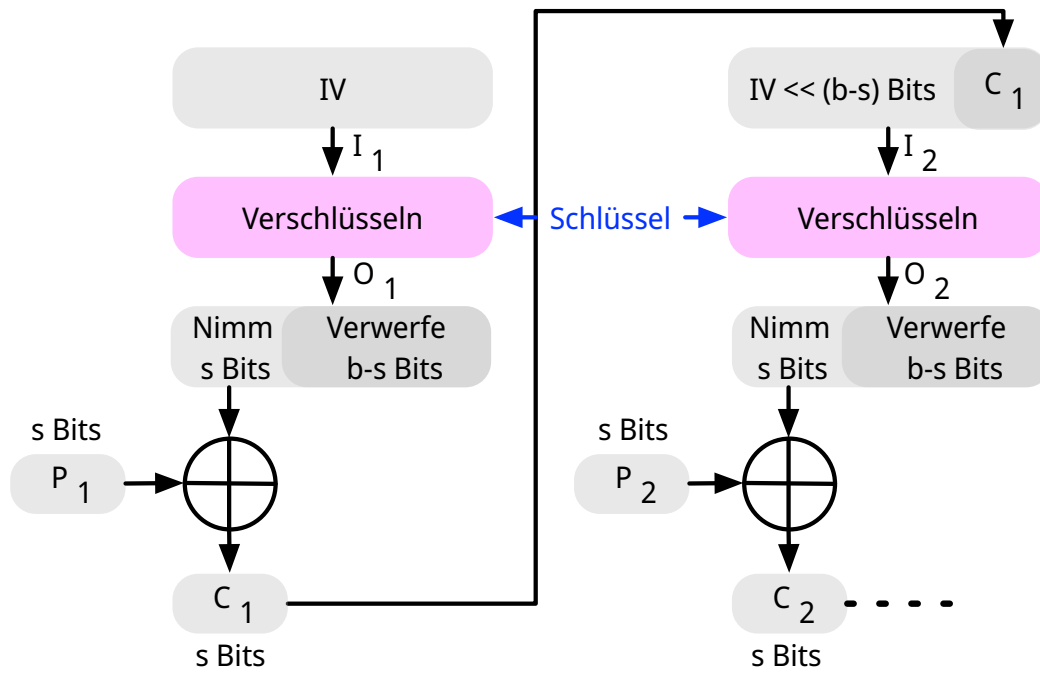 IV
IV << (b-s) Bits
C 1
I 1
I 2
Verschlüsseln
Schlüssel
Verschlüsseln
O 1
O 2
Nimm
s Bits
Verwerfe
b-s Bits
Nimm
s Bits
Verwerfe
b-s Bits
s Bits
P 1
s Bits
P 2
C 1
s Bits
C 2
s Bits